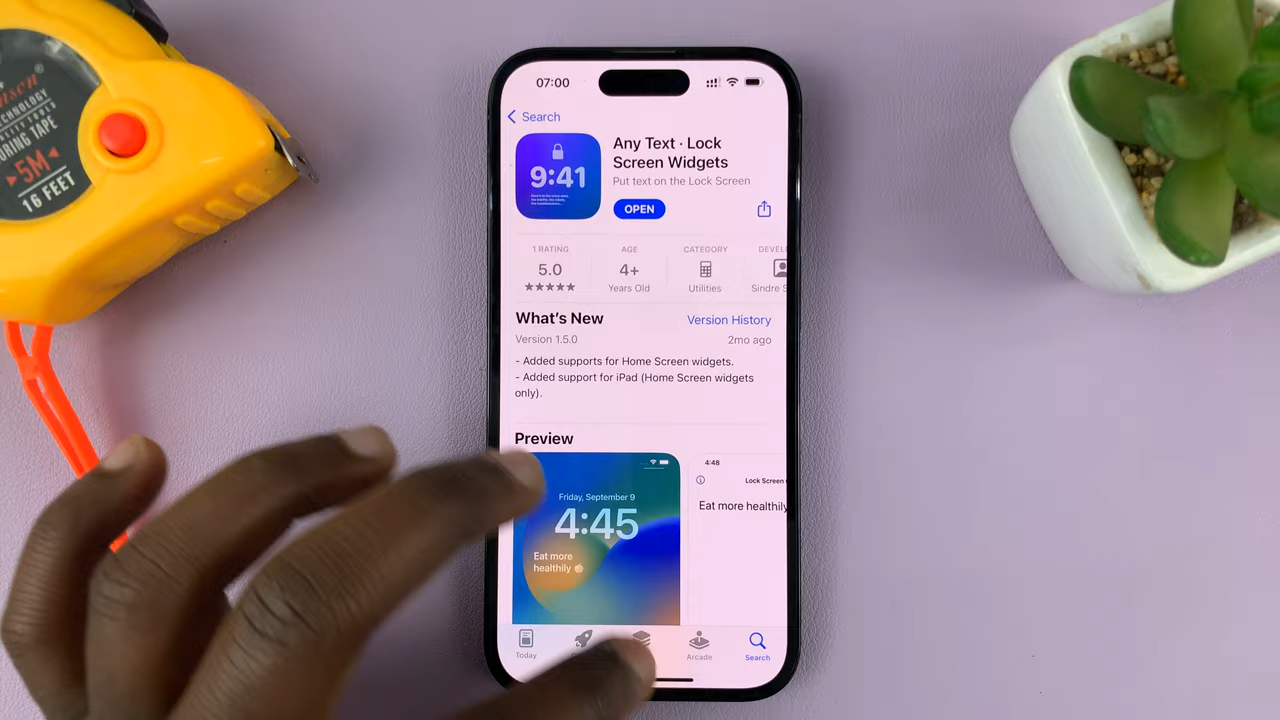 TECHNOLOGY
5M
16 FEET
07:00
Search
9:41
Any Text · Lock
Screen Widgets
Put text on the Lock Screen
OPEN
1 RATING
5.0
★★★★★
AGE
4+
Years Old
CATEGORY
Utilities
Sindre
What's New
Version History
Version 1.5.0
2mo ago
- Added supports for Home Screen widgets.
- Added support for iPad (Home Screen widgets
only).
Preview
Friday, September 9
4:45
Eat more
healthily 🍎
4:48
Lock Screen
Eat more healthily
Today
Arcade
Search